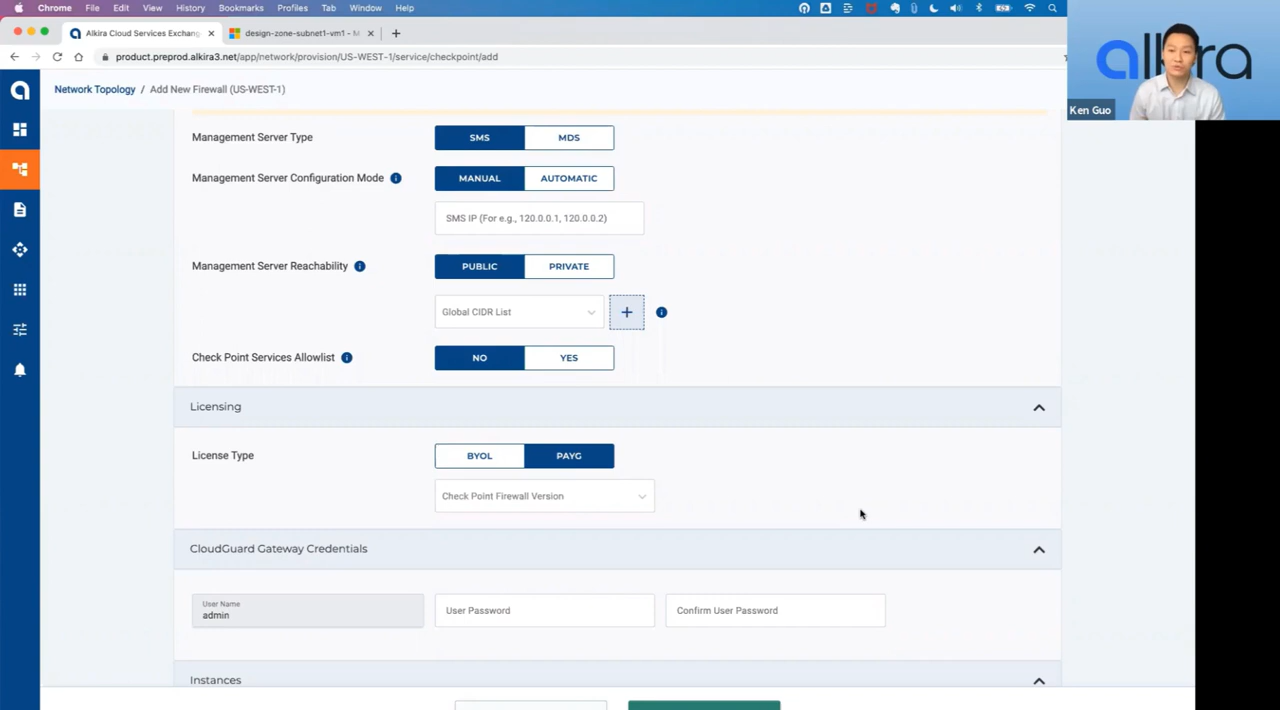 Chrome File Edit View History Bookmarks Profiles Tab Window Help
Alkira Cloud Services Exchan
design-zone-subnet1-vm1 - M
product.preprod.alkira3.net/app/network/provision/US-WEST-1/service/checkpoint/add
alkira
Ken Guo
Network Topology / Add New Firewall (US-WEST-1)
Management Server Type SMS MDS
Management Server Configuration Mode MANUAL AUTOMATIC
SMS IP (For e.g., 120.0.0.1, 120.0.0.2)
Management Server Reachability PUBLIC PRIVATE
Global CIDR List
Check Point Services Allowlist NO YES
Licensing
License Type BYOL PAYG
Check Point Firewall Version
CloudGuard Gateway Credentials
User Name
admin User Password Confirm User Password
Instances